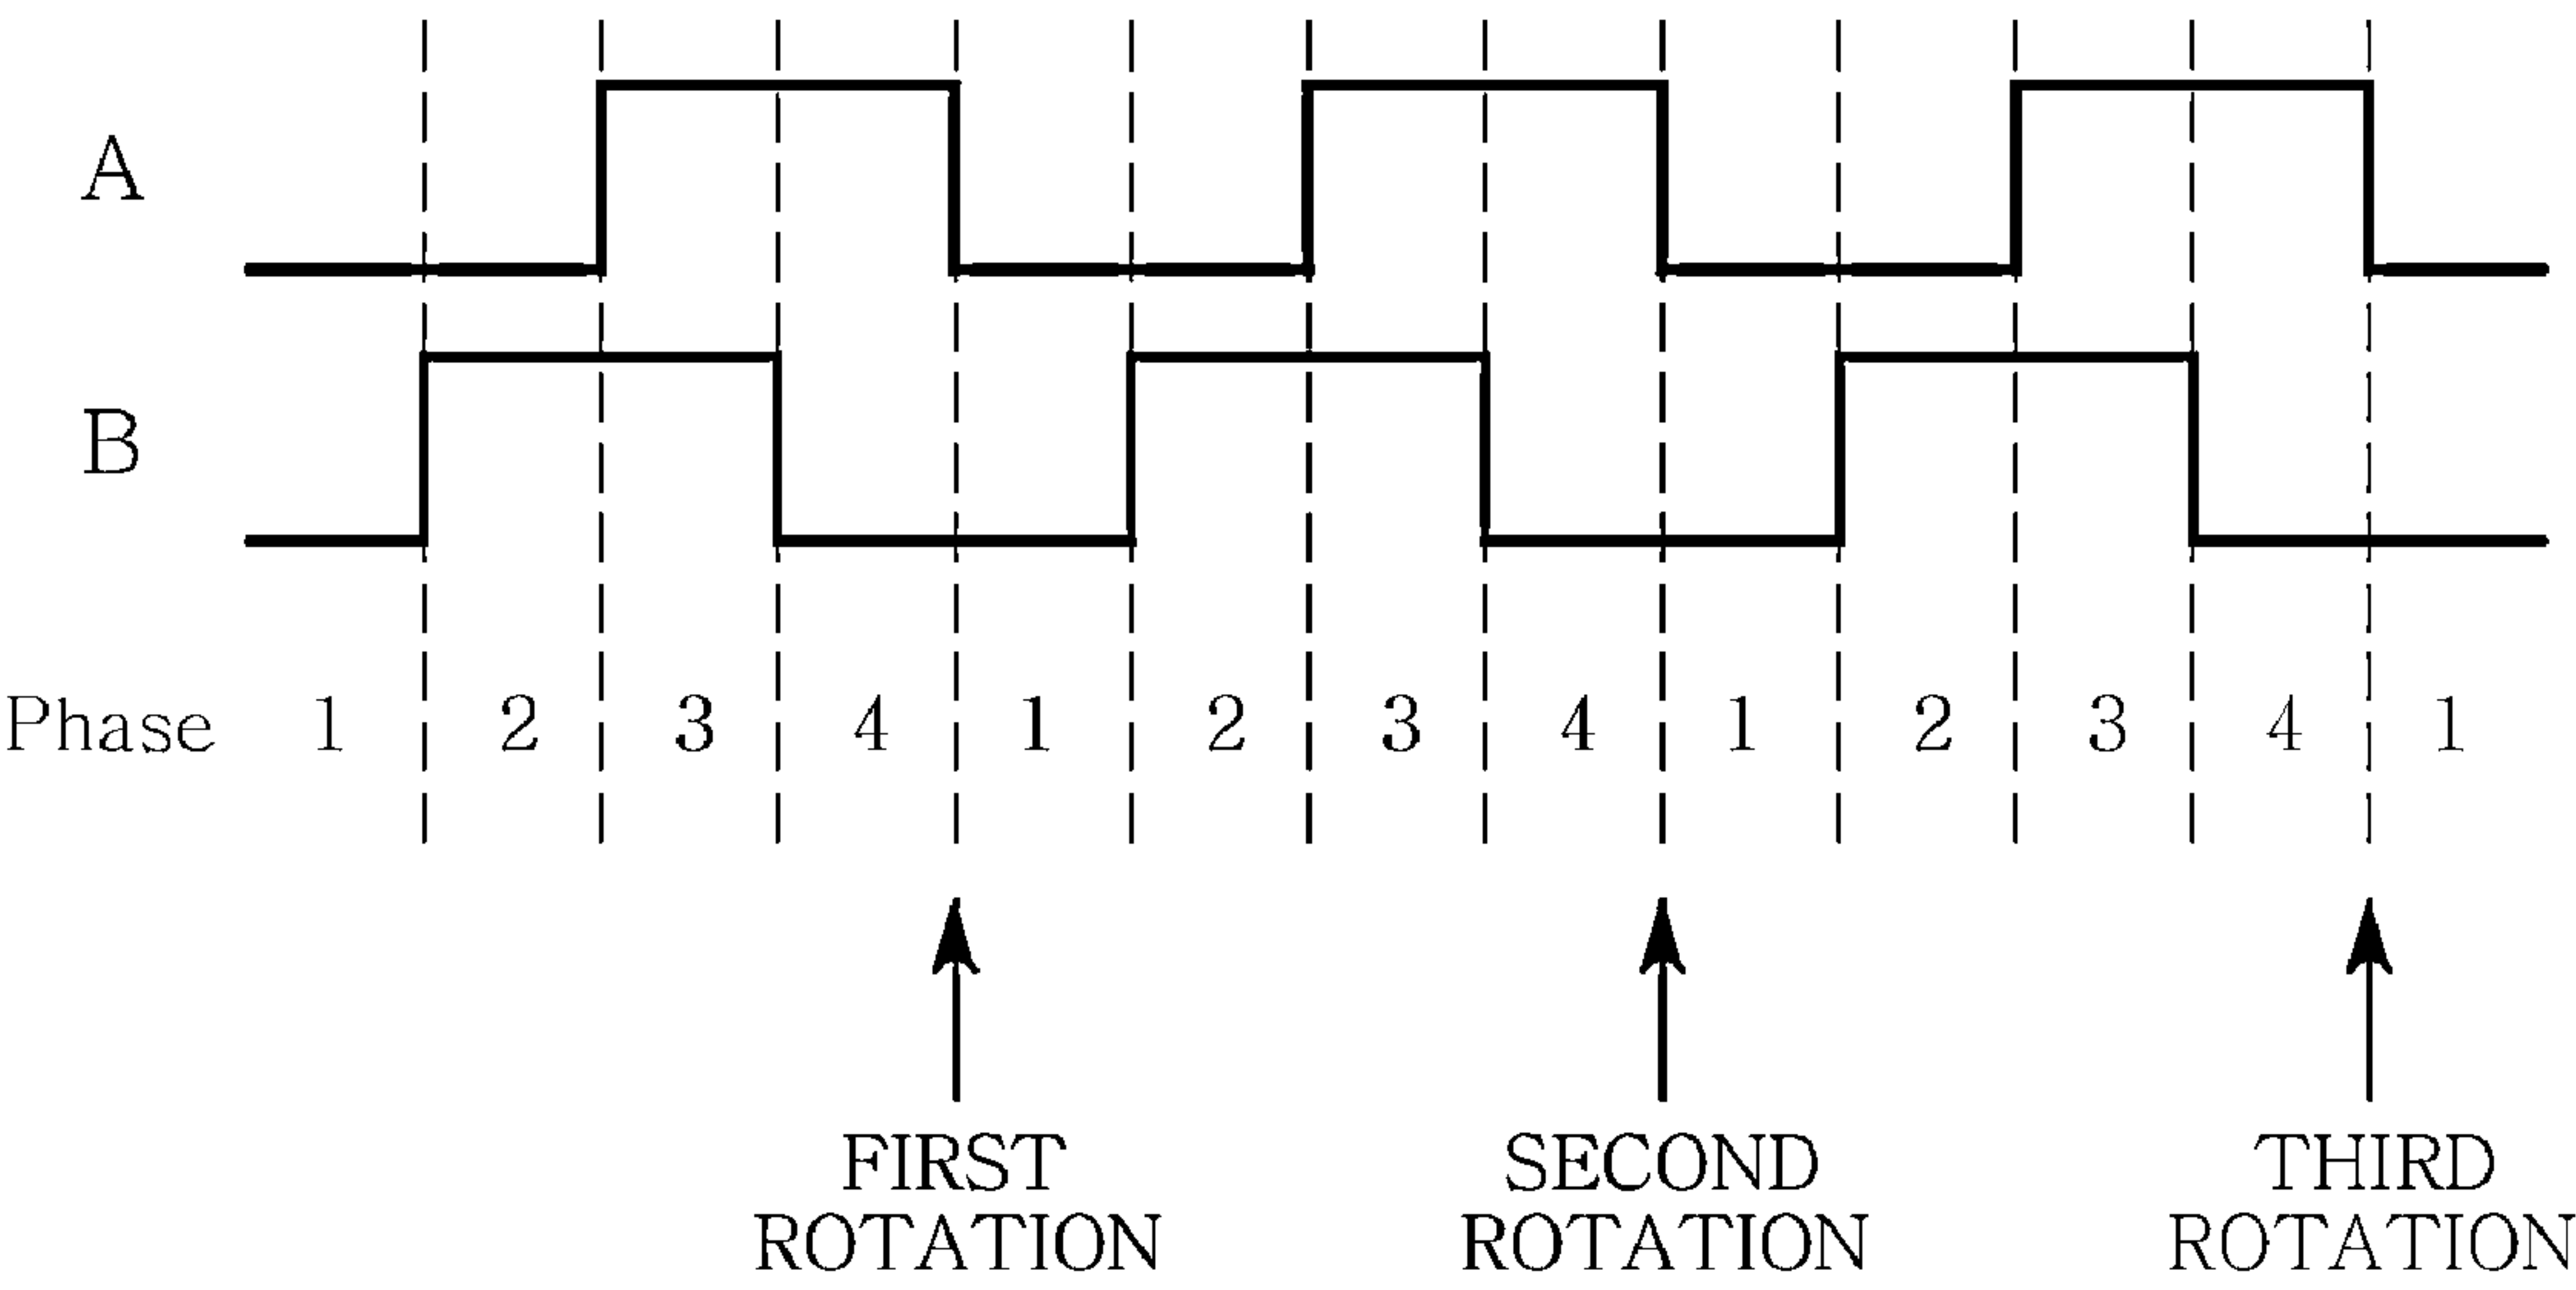 A
B
Phase 1 2 3 4 1 2 3 4 1 2 3 4 1
FIRST
ROTATION
SECOND
ROTATION
THIRD
ROTATION